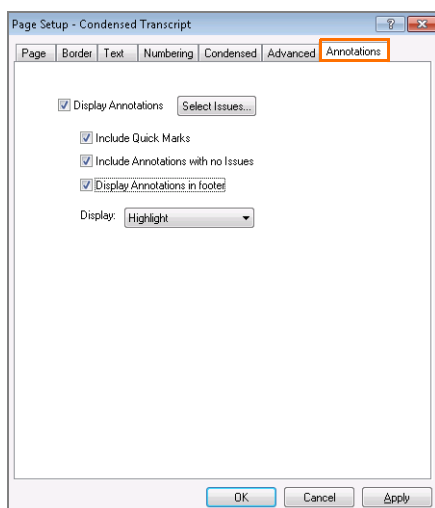 Page Setup - Condensed Transcript
Page Border Text Numbering Condensed Advanced Annotations
Display Annotations Select Issues...
Include Quick Marks
Include Annotations with no Issues
Display Annotations in footer
Display: Highlight
OK Cancel Apply